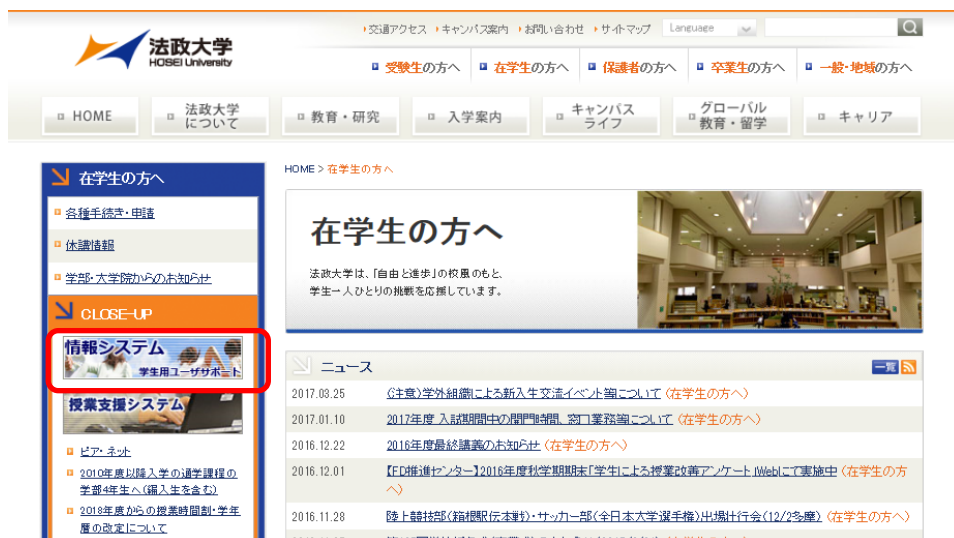 交通アクセス キャンパス案内 お問い合わせ サイトマップ Language
法政大学
HOSEI University
受験生の方へ 在学生の方へ 保護者の方へ 卒業生の方へ 一般・地域の方へ
HOME 法政大学について 教育・研究 入学案内 キャンパスライフ グローバル教育・留学 キャリア
在学生の方へ
各種手続き・申請
休講情報
学部・大学院からのお知らせ
CLOSE-UP
情報システム
学生用ユーザサポート
授業支援システム
ピア・ネット
2010年度以降入学の通学課程の
学部4年生へ(編入生を含む)
2018年度からの授業時間割・学年
暦の改定について
HOME > 在学生の方へ
在学生の方へ
法政大学は、「自由と進歩」の校風のもと、
学生一人ひとりの挑戦を応援しています。
ニュース 一覧
2017.03.25 (注意)学外組織による新入生交流イベント等について (在学生の方へ)
2017.01.10 2017年度 入試期間中の開門時間、窓口業務等について (在学生の方へ)
2016.12.22 2016年度最終講義のお知らせ (在学生の方へ)
2016.12.01 【FD推進センター】2016年度秋学期期末「学生による授業改善アンケート」Webにて実施中 (在学生の方
へ)
2016.11.28 陸上競技部(箱根駅伝本戦)・サッカー部(全日本大学選手権)出場壮行会(12/2多摩) (在学生の方へ)